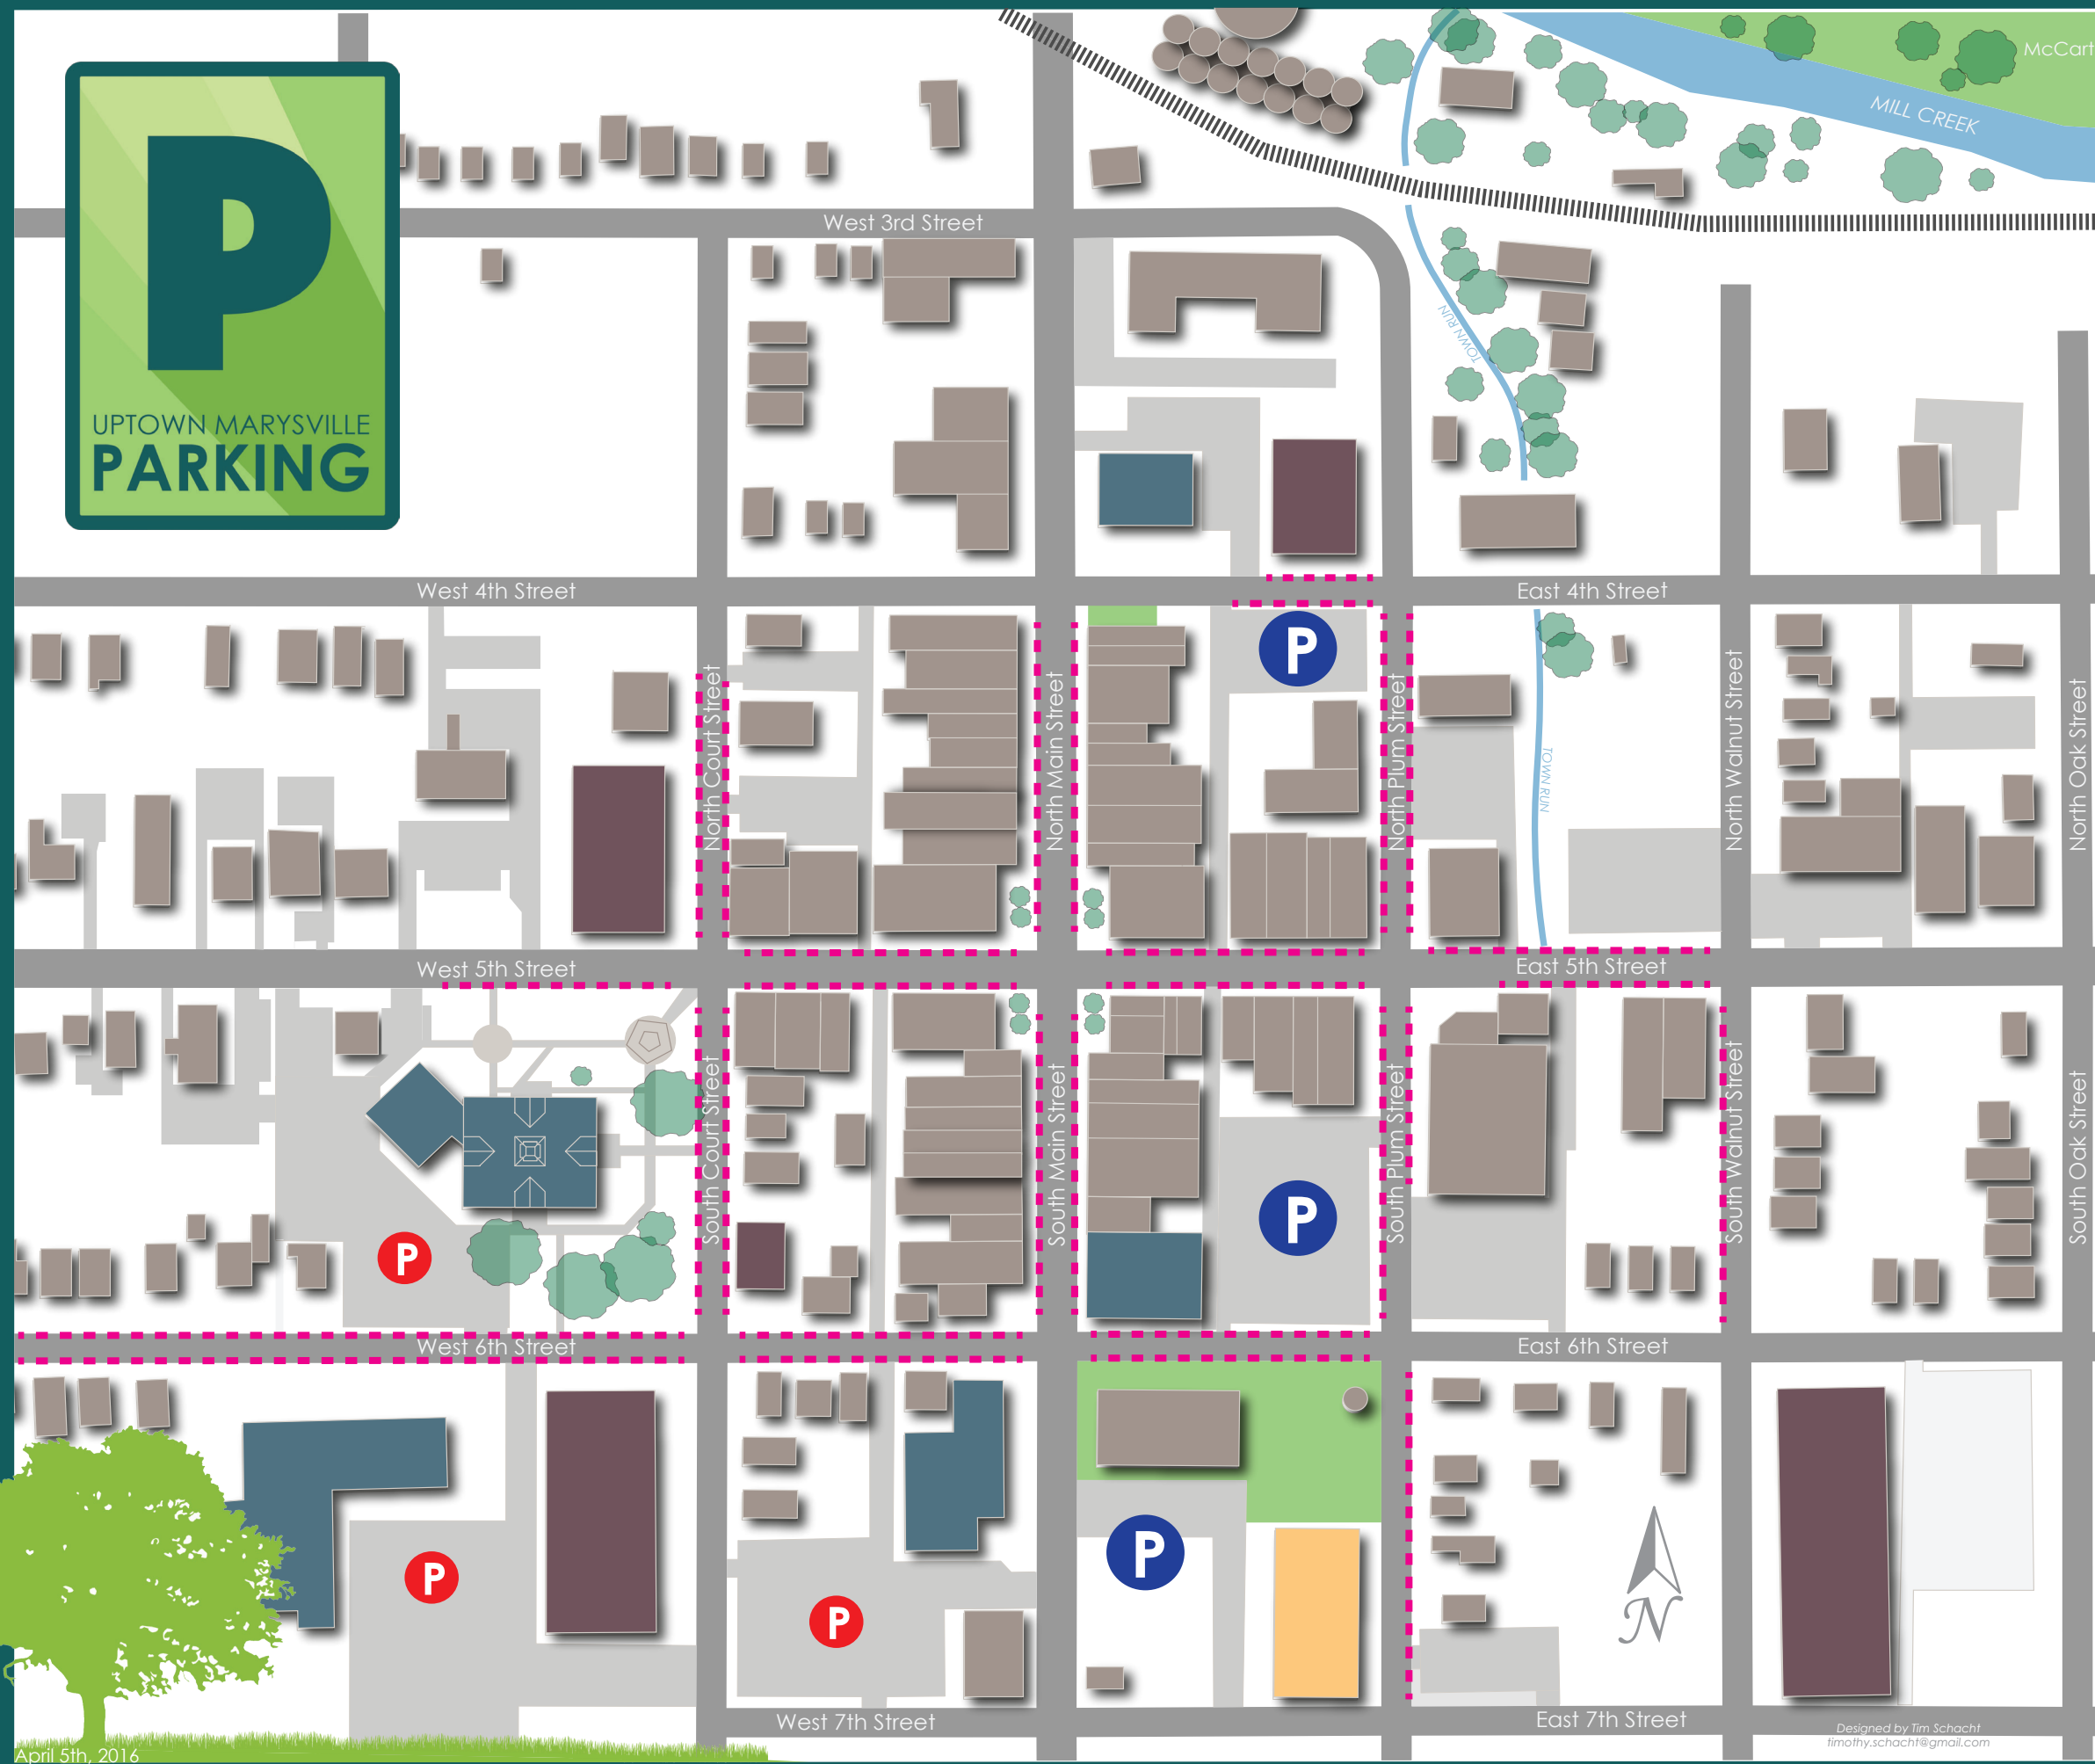 McCart
MILL CREEK
P
UPTOWN MARYSVILLE
PARKING
West 3rd Street
TOWN RUN
West 4th Street
East 4th Street
P
North Court Street
North Main Street
North Plum Street
North Walnut Street
North Oak Street
TOWN RUN
West 5th Street
East 5th Street
South Court Street
South Main Street
South Plum Street
South Walnut Street
South Oak Street
P
P
West 6th Street
East 6th Street
P
P
P
N
West 7th Street
East 7th Street
Designed by Tim Schacht
timothy.schacht@gmail.com
April 5th, 2016